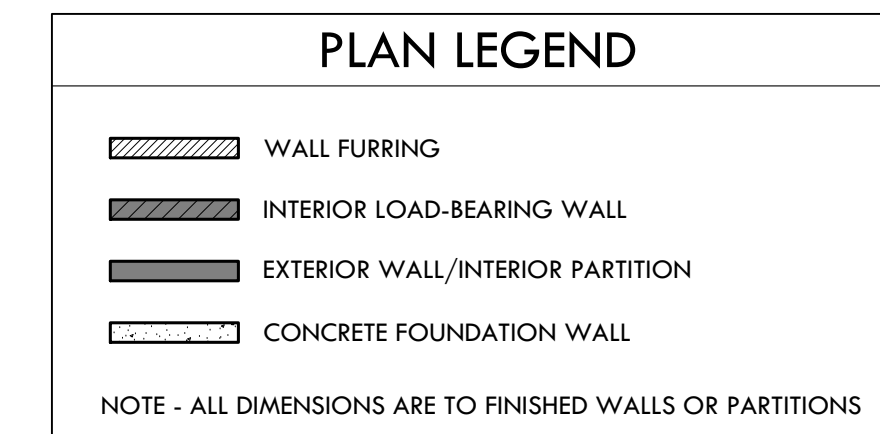 PLAN LEGEND
WALL FURRING
INTERIOR LOAD-BEARING WALL
EXTERIOR WALL/INTERIOR PARTITION
CONCRETE FOUNDATION WALL
NOTE - ALL DIMENSIONS ARE TO FINISHED WALLS OR PARTITIONS